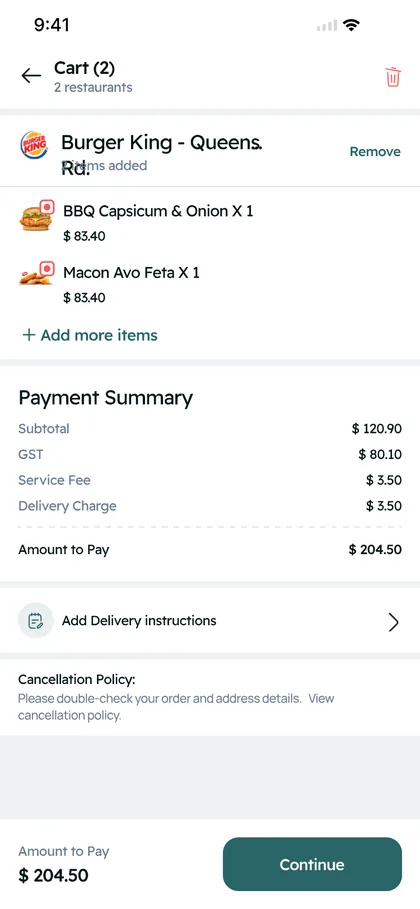 9:41
Cart (2)
2 restaurants
BURGER
KING
Burger King - Queens.
Rd.
items added
Remove
BBQ Capsicum & Onion X 1
$ 83.40
Macon Avo Feta X 1
$ 83.40
+ Add more items
Payment Summary
Subtotal $ 120.90
GST $ 80.10
Service Fee $ 3.50
Delivery Charge $ 3.50
Amount to Pay $ 204.50
Add Delivery instructions
Cancellation Policy:
Please double-check your order and address details. View
cancellation policy.
Amount to Pay
$ 204.50
Continue